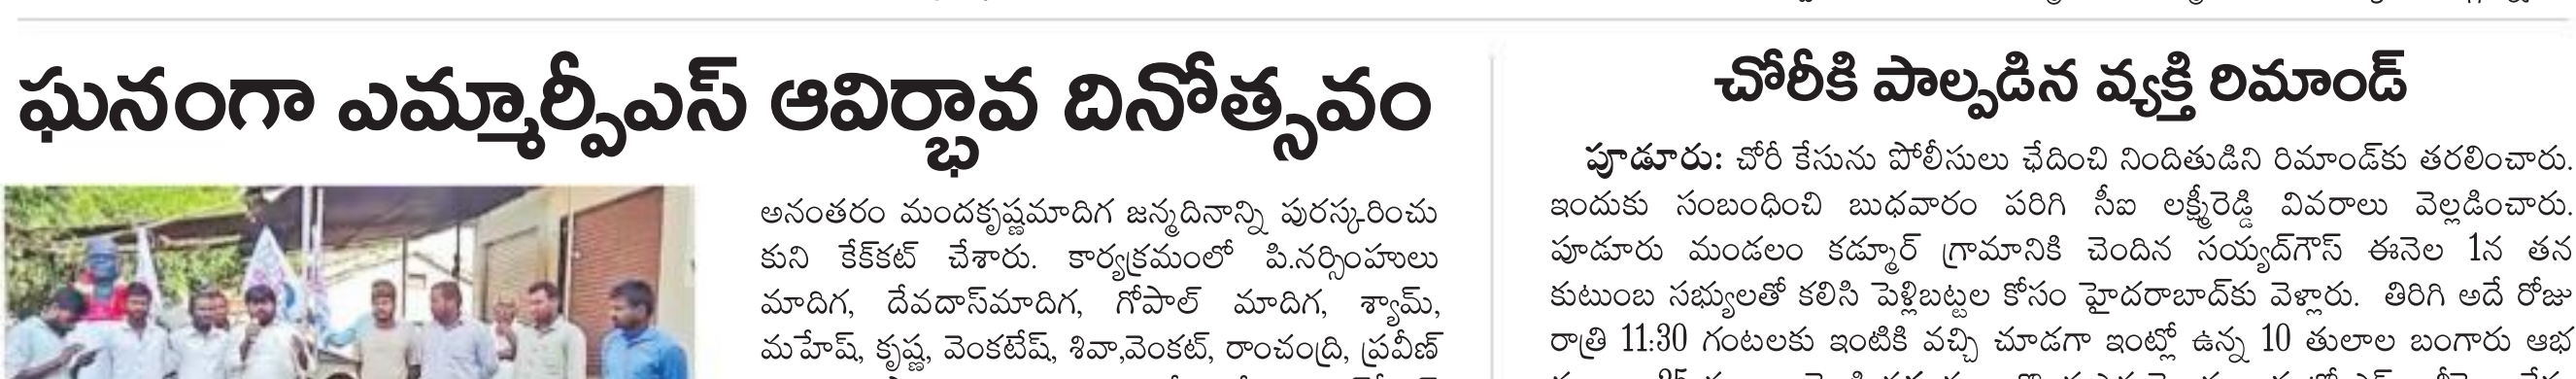 ఘనంగా ఎమ్మార్పీఎస్ ఆవిర్భావ దినోత్సవం
అనంతరం మందకృష్ణమాదిగ జన్మదినాన్ని పురస్కరించు
కుని కేక్‌కట్ చేశారు. కార్యక్రమంలో పి.నర్సింహులు
మాదిగ, దేవదాస్‌మాదిగ, గోపాల్ మాదిగ, శ్యామ్,
మహేష్, కృష్ణ, వెంకటేష్, శివా,వెంకట్, రాంచంద్రి, ప్రవీణ్
చోరీకి పాల్పడిన వ్యక్తి రిమాండ్
పూడూరు: చోరీ కేసును పోలీసులు ఛేదించి నిందితుడిని రిమాండ్‌కు తరలించారు.
ఇందుకు సంబంధించి బుధవారం పరిగి సీఐ లక్ష్మీరెడ్డి వివరాలు వెల్లడించారు.
పూడూరు మండలం కడ్మూర్ గ్రామానికి చెందిన సయ్యద్‌గౌస్ ఈనెల 1న తన
కుటుంబ సభ్యులతో కలిసి పెళ్లిబట్టల కోసం హైదరాబాద్‌కు వెళ్లారు. తిరిగి అదే రోజు
రాత్రి 11:30 గంటలకు ఇంటికి వచ్చి చూడగా ఇంట్లో ఉన్న 10 తులాల బంగారు ఆభ